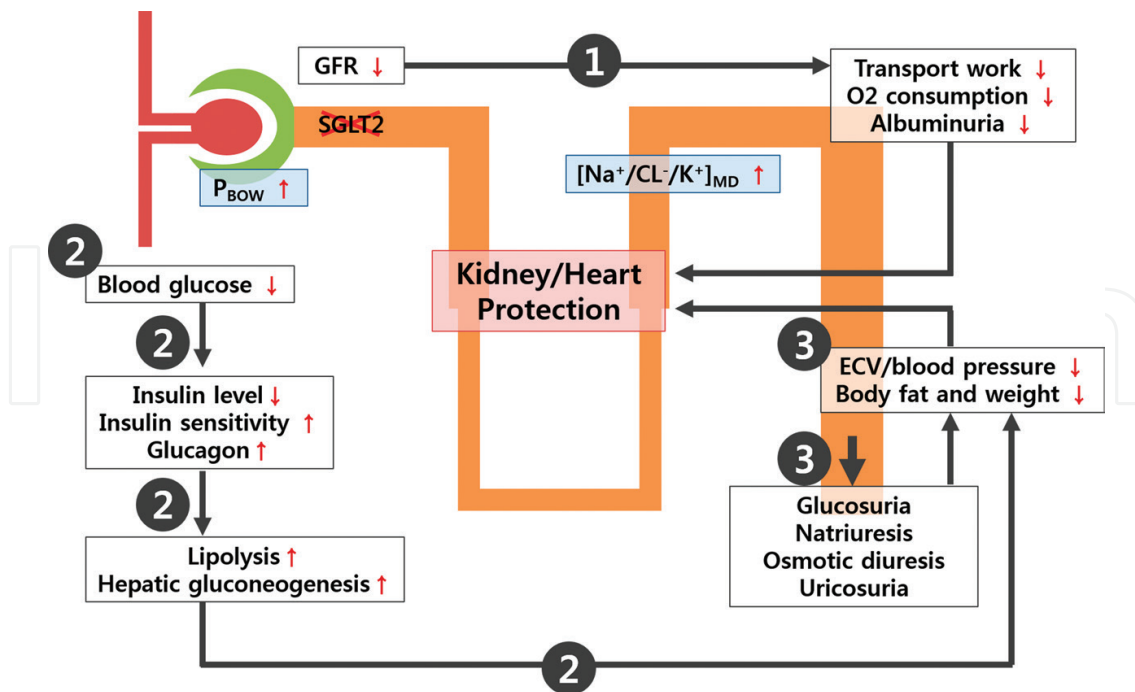 GFR ↓
1
Transport work ↓
O2 consumption ↓
Albuminuria ↓
SGLT2
P_BOW ↑
[Na⁺/CL⁻/K⁺]_MD ↑
2
Blood glucose ↓
Kidney/Heart
Protection
2
3
ECV/blood pressure ↓
Body fat and weight ↓
Insulin level ↓
Insulin sensitivity ↑
Glucagon ↑
3
2
Glucosuria
Natriuresis
Osmotic diuresis
Uricosuria
Lipolysis ↑
Hepatic gluconeogenesis ↑
2